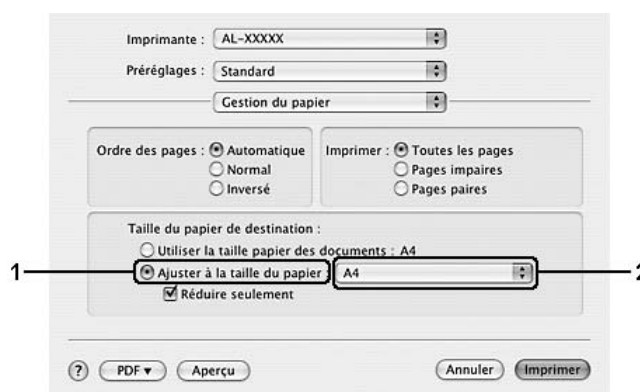 Imprimante : AL-XXXXX
Préréglages : Standard
Gestion du papier
Ordre des pages : Automatique
Normal
Inversé
Imprimer : Toutes les pages
Pages impaires
Pages paires
Taille du papier de destination :
Utiliser la taille papier des documents : A4
1 Ajuster à la taille du papier : A4 2
Réduire seulement
? PDF Aperçu Annuler Imprimer